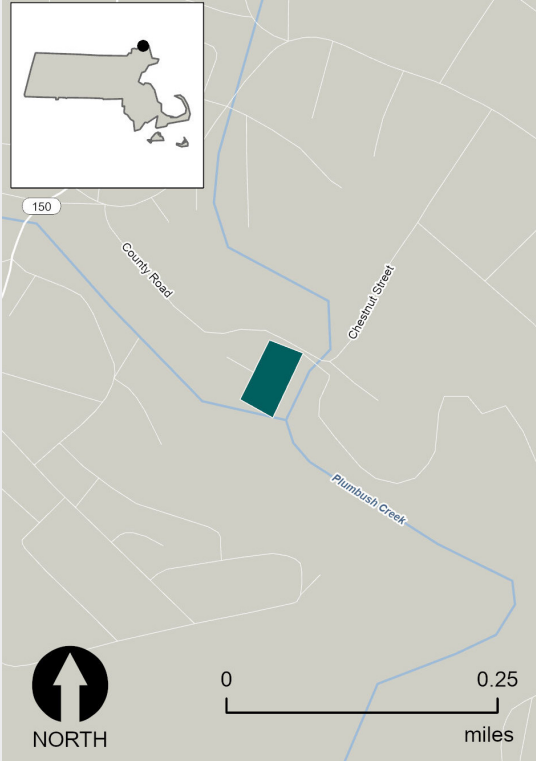 150
County Road
Chestnut Street
Plumbush Creek
0 0.25
miles
NORTH